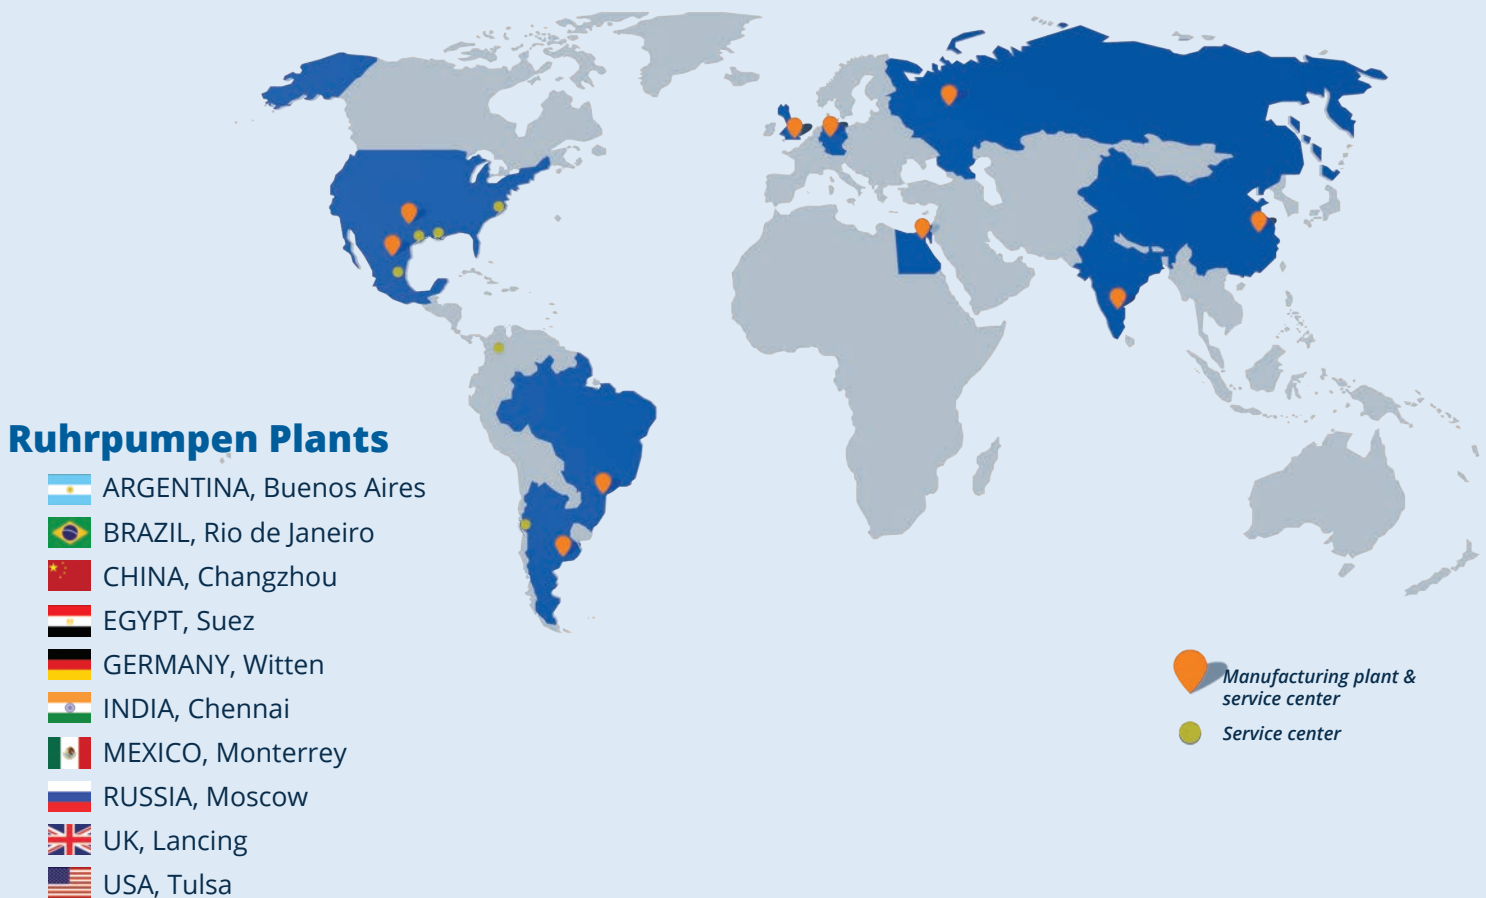 Ruhrpumpen Plants
ARGENTINA, Buenos Aires
BRAZIL, Rio de Janeiro
CHINA, Changzhou
EGYPT, Suez
GERMANY, Witten
INDIA, Chennai
MEXICO, Monterrey
RUSSIA, Moscow
UK, Lancing
USA, Tulsa
Manufacturing plant &
service center
Service center